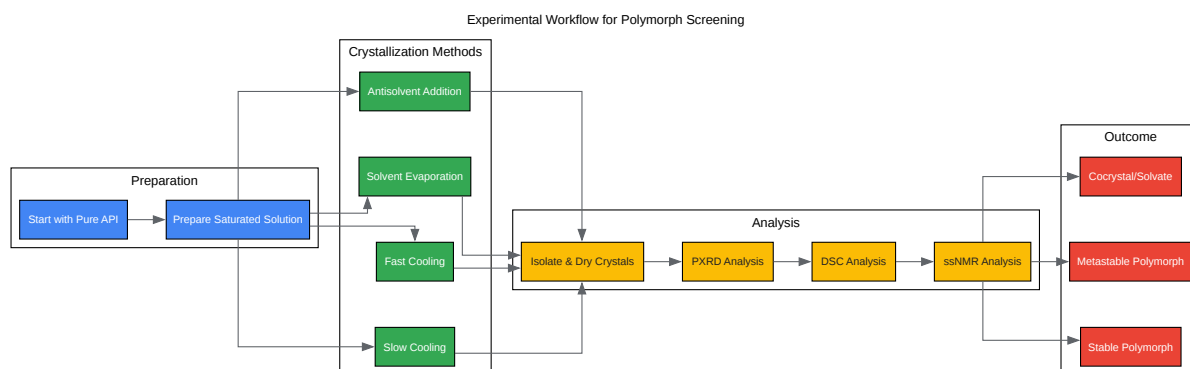 Experimental Workflow for Polymorph Screening
Preparation
Start with Pure API
Prepare Saturated Solution
Crystallization Methods
Antisolvent Addition
Solvent Evaporation
Fast Cooling
Slow Cooling
Analysis
Isolate & Dry Crystals
PXRD Analysis
DSC Analysis
ssNMR Analysis
Outcome
Cocrystal/Solvate
Metastable Polymorph
Stable Polymorph